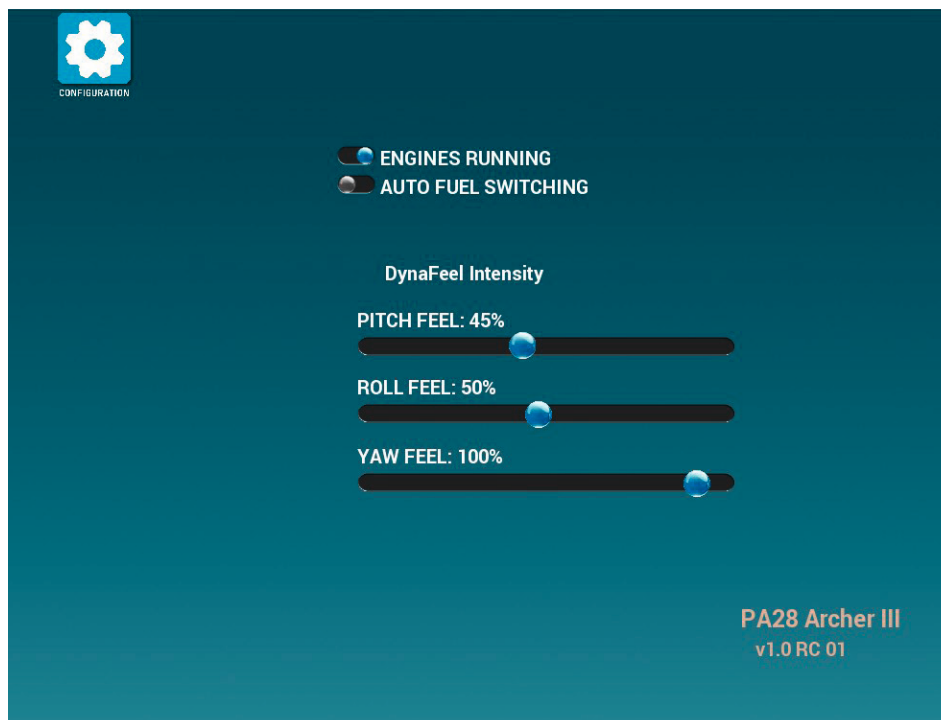 CONFIGURATION
ENGINES RUNNING
AUTO FUEL SWITCHING
DynaFeel Intensity
PITCH FEEL: 45%
ROLL FEEL: 50%
YAW FEEL: 100%
PA28 Archer III
v1.0 RC 01